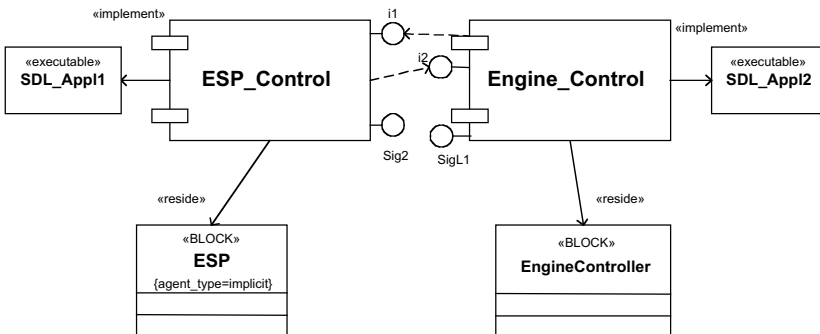 «implement»
i1
«implement»
«executable»
SDL_Appl1
ESP_Control
i2
Engine_Control
«executable»
SDL_Appl2
Sig2
SigL1
«reside»
«reside»
«BLOCK»
ESP
{agent_type=implicit}
«BLOCK»
EngineController